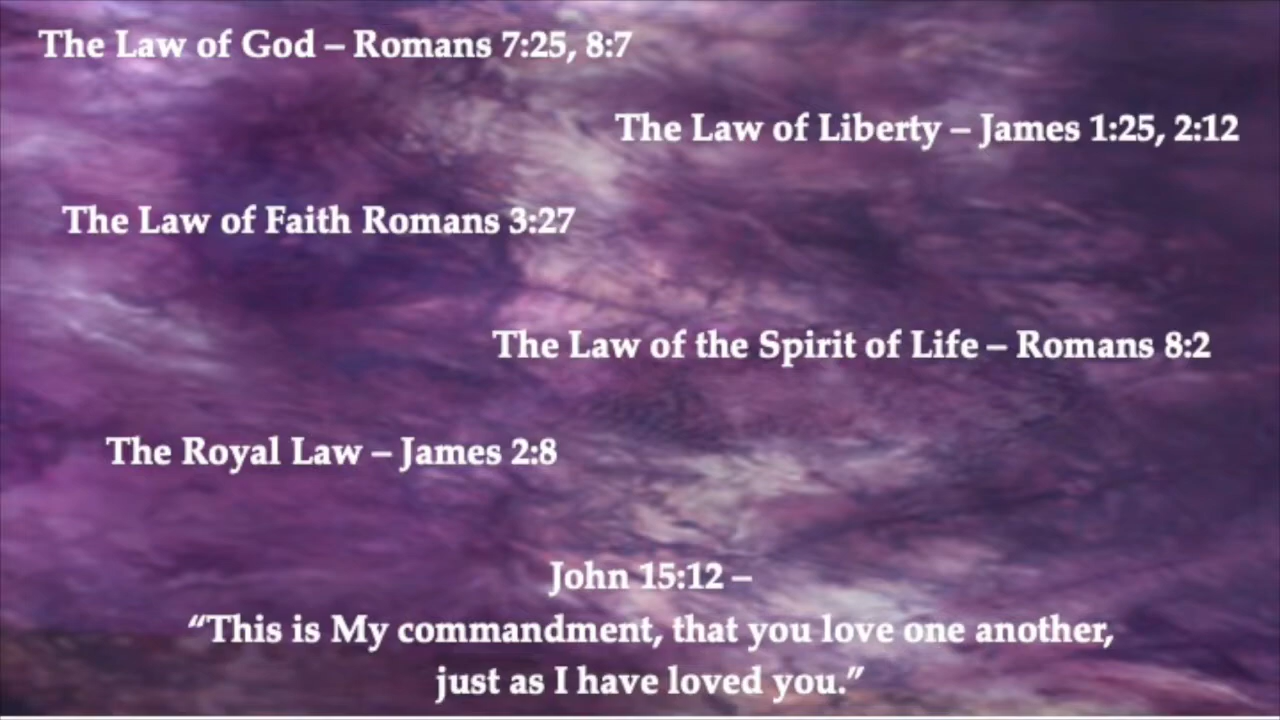 The Law of God – Romans 7:25, 8:7
The Law of Liberty – James 1:25, 2:12
The Law of Faith Romans 3:27
The Law of the Spirit of Life – Romans 8:2
The Royal Law – James 2:8
John 15:12 –
“This is My commandment, that you love one another,
just as I have loved you.”